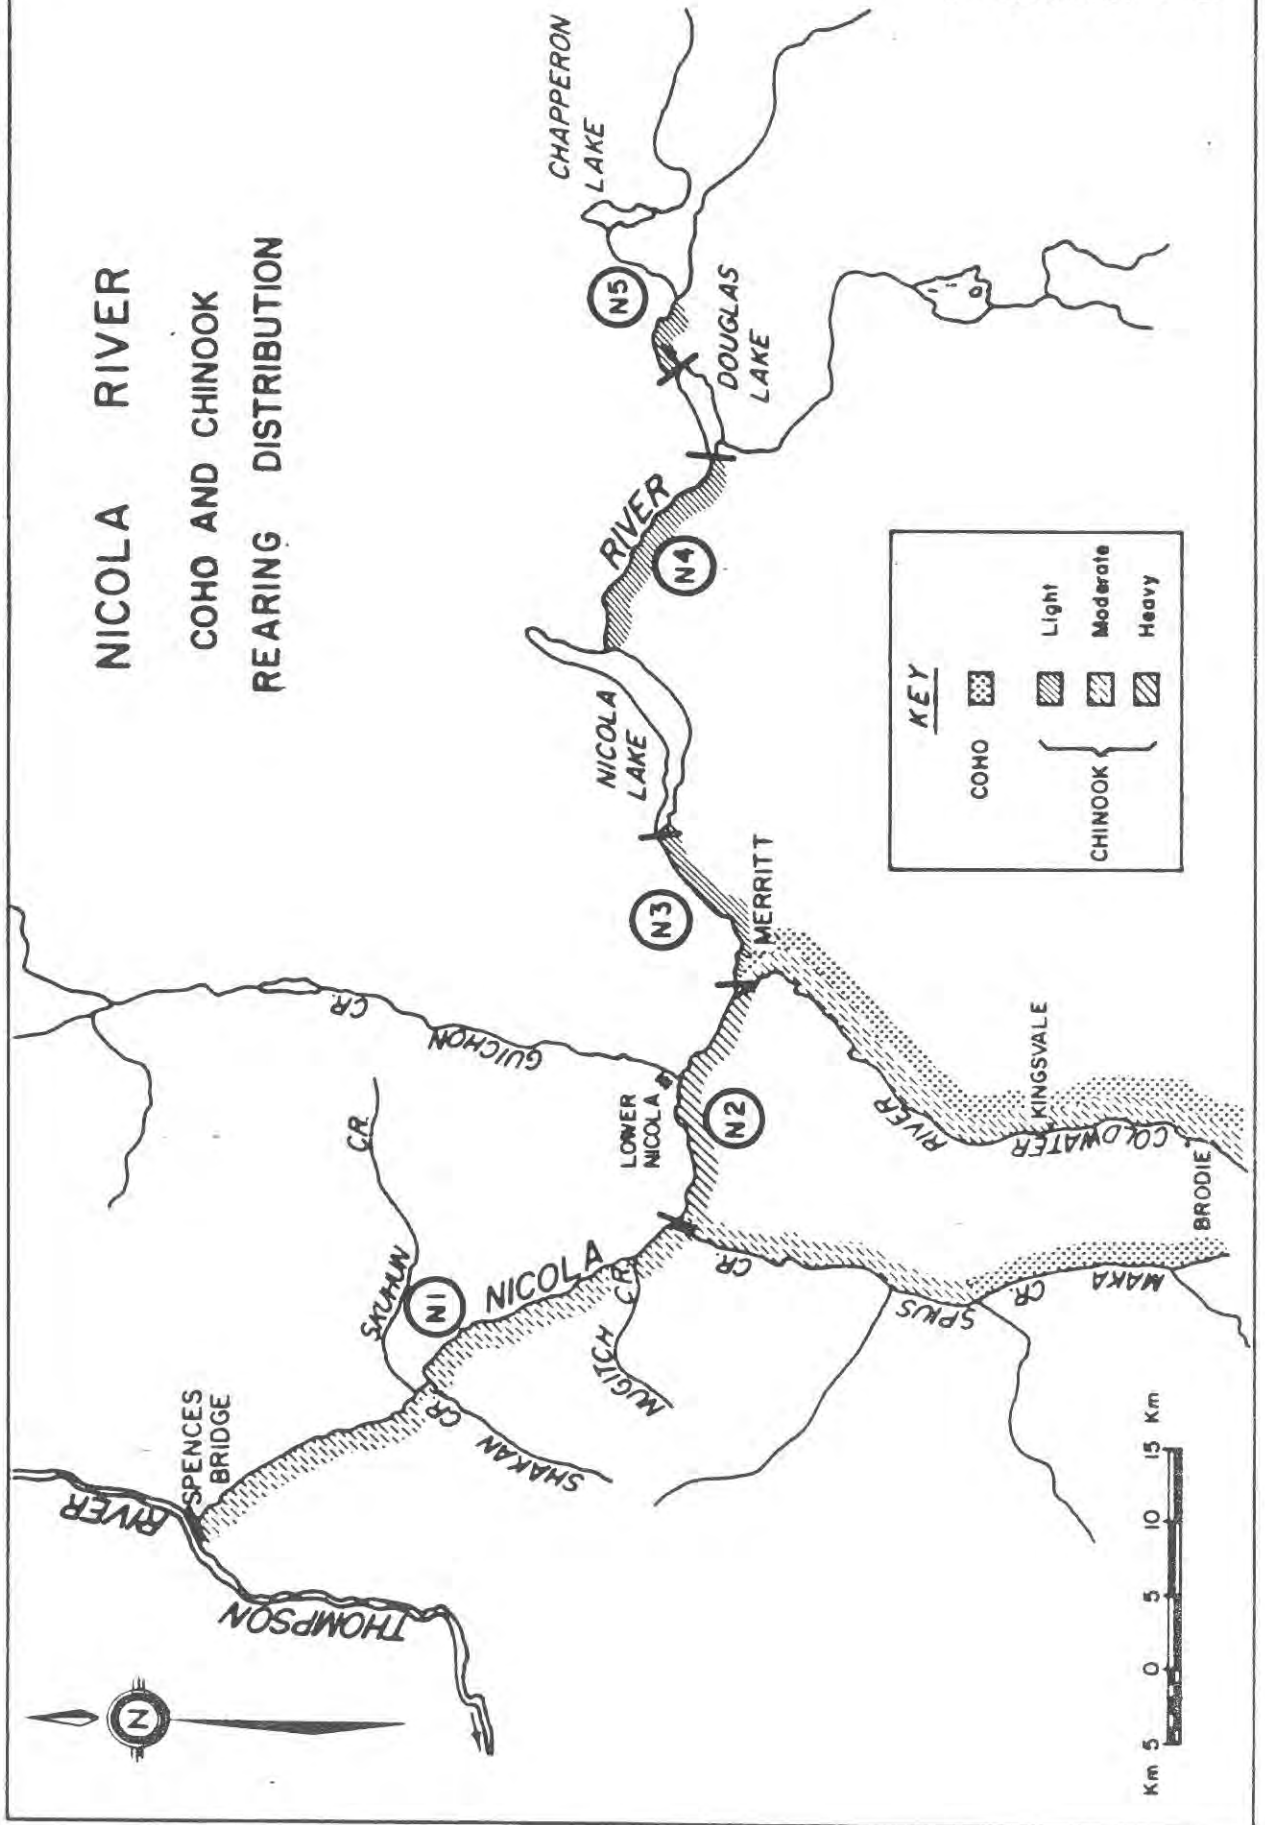 NICOLA RIVER
COHO AND CHINOOK
REARING DISTRIBUTION
CHAPPERON
LAKE
N5
DOUGLAS
LAKE
RIVER
N4
NICOLA
LAKE
N3
MERRITT
GUICHON
CR.
LOWER
NICOLA
N2
SKUHUN
CR.
N1
NICOLA
NUGITCH
CR.
SHAKAN
CR.
SPENCES
BRIDGE
THOMPSON
RIVER
SPIUS
CR.
MAKA
CR.
COLDWATER
RIVER
KINGSVALE
BRODIE
KEY
COHO
CHINOOK
Light
Moderate
Heavy
N
Km 5 0 5 10 15 Km